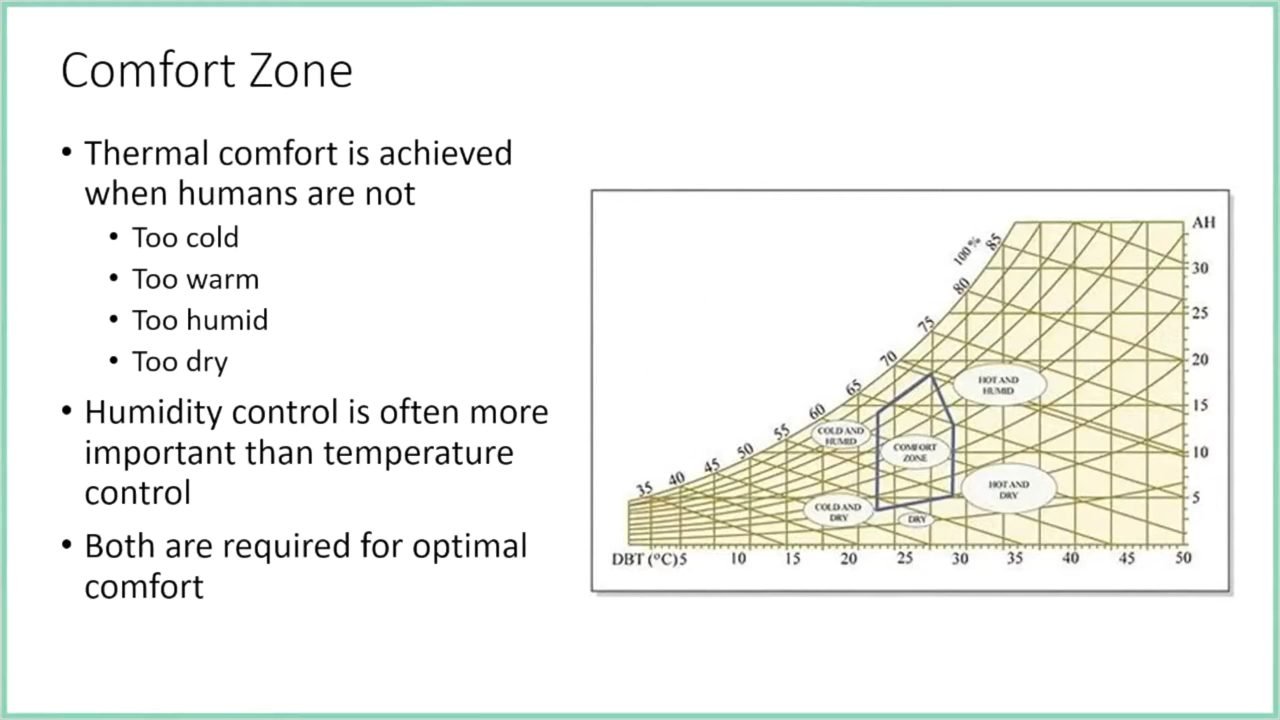 Comfort Zone
• Thermal comfort is achieved
when humans are not
• Too cold
• Too warm
• Too humid
• Too dry
• Humidity control is often more
important than temperature
control
• Both are required for optimal
comfort
AH
100 %
85
80
75
70
65
60
55
50
45
40
35
30
25
20
15
10
5
HOT AND
HUMID
COLD AND
HUMID
COMFORT
ZONE
HOT AND
DRY
COLD AND
DRY
DRY
DBT (°C) 5 10 15 20 25 30 35 40 45 50